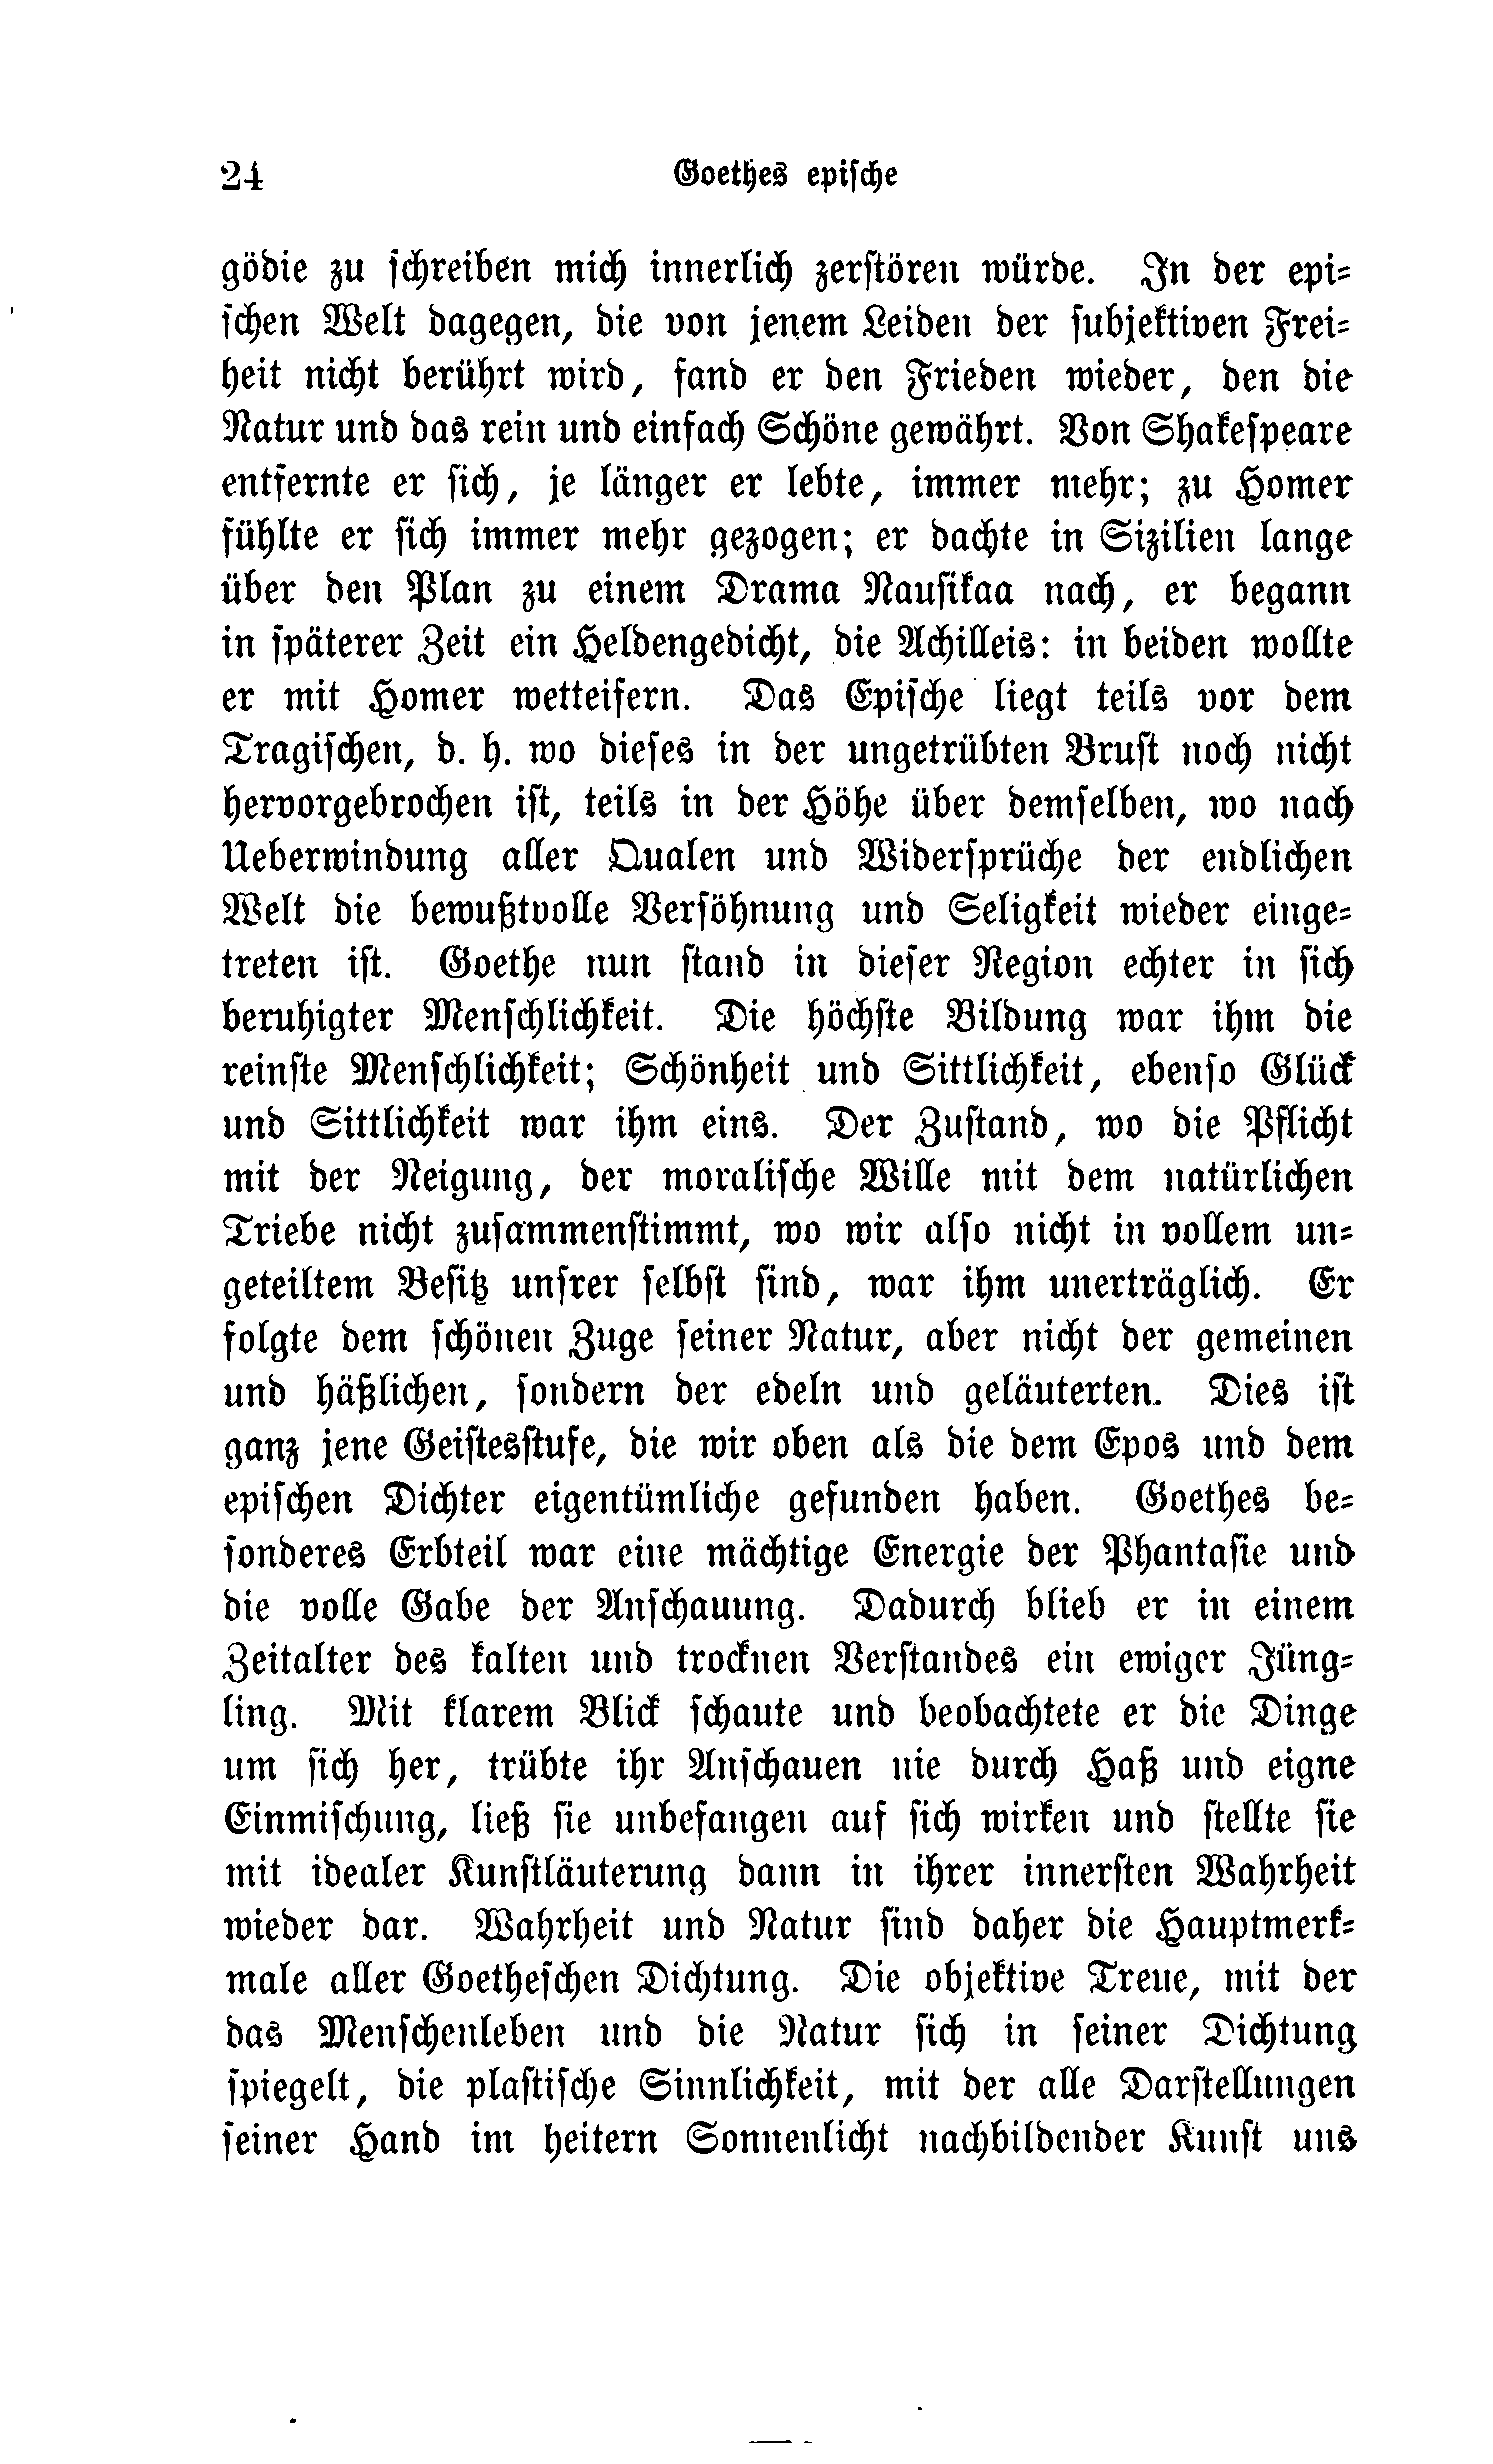 24 Goethes epische
gödie zu schreiben mich innerlich zerstören würde. In der epi=
schen Welt dagegen, die von jenem Leiden der subjektiven Frei=
heit nicht berührt wird, fand er den Frieden wieder, den die
Natur und das rein und einfach Schöne gewährt. Von Shakespeare
entfernte er sich, je länger er lebte, immer mehr; zu Homer
fühlte er sich immer mehr gezogen; er dachte in Sizilien lange
über den Plan zu einem Drama Nausikaa nach, er begann
in späterer Zeit ein Heldengedicht, die Achilleis: in beiden wollte
er mit Homer wetteifern. Das Epische liegt teils vor dem
Tragischen, d. h. wo dieses in der ungetrübten Brust noch nicht
hervorgebrochen ist, teils in der Höhe über demselben, wo nach
Ueberwindung aller Qualen und Widersprüche der endlichen
Welt die bewußtvolle Versöhnung und Seligkeit wieder einge=
treten ist. Goethe nun stand in dieser Region echter in sich
beruhigter Menschlichkeit. Die höchste Bildung war ihm die
reinste Menschlichkeit; Schönheit und Sittlichkeit, ebenso Glück
und Sittlichkeit war ihm eins. Der Zustand, wo die Pflicht
mit der Neigung, der moralische Wille mit dem natürlichen
Triebe nicht zusammenstimmt, wo wir also nicht in vollem un=
geteiltem Besitz unsrer selbst sind, war ihm unerträglich. Er
folgte dem schönen Zuge seiner Natur, aber nicht der gemeinen
und häßlichen, sondern der edeln und geläuterten. Dies ist
ganz jene Geistesstufe, die wir oben als die dem Epos und dem
epischen Dichter eigentümliche gefunden haben. Goethes be=
sonderes Erbteil war eine mächtige Energie der Phantasie und
die volle Gabe der Anschauung. Dadurch blieb er in einem
Zeitalter des kalten und trocknen Verstandes ein ewiger Jüng=
ling. Mit klarem Blick schaute und beobachtete er die Dinge
um sich her, trübte ihr Anschauen nie durch Haß und eigne
Einmischung, ließ sie unbefangen auf sich wirken und stellte sie
mit idealer Kunstläuterung dann in ihrer innersten Wahrheit
wieder dar. Wahrheit und Natur sind daher die Hauptmerk=
male aller Goetheschen Dichtung. Die objektive Treue, mit der
das Menschenleben und die Natur sich in seiner Dichtung
spiegelt, die plastische Sinnlichkeit, mit der alle Darstellungen
seiner Hand im heitern Sonnenlicht nachbildender Kunst uns